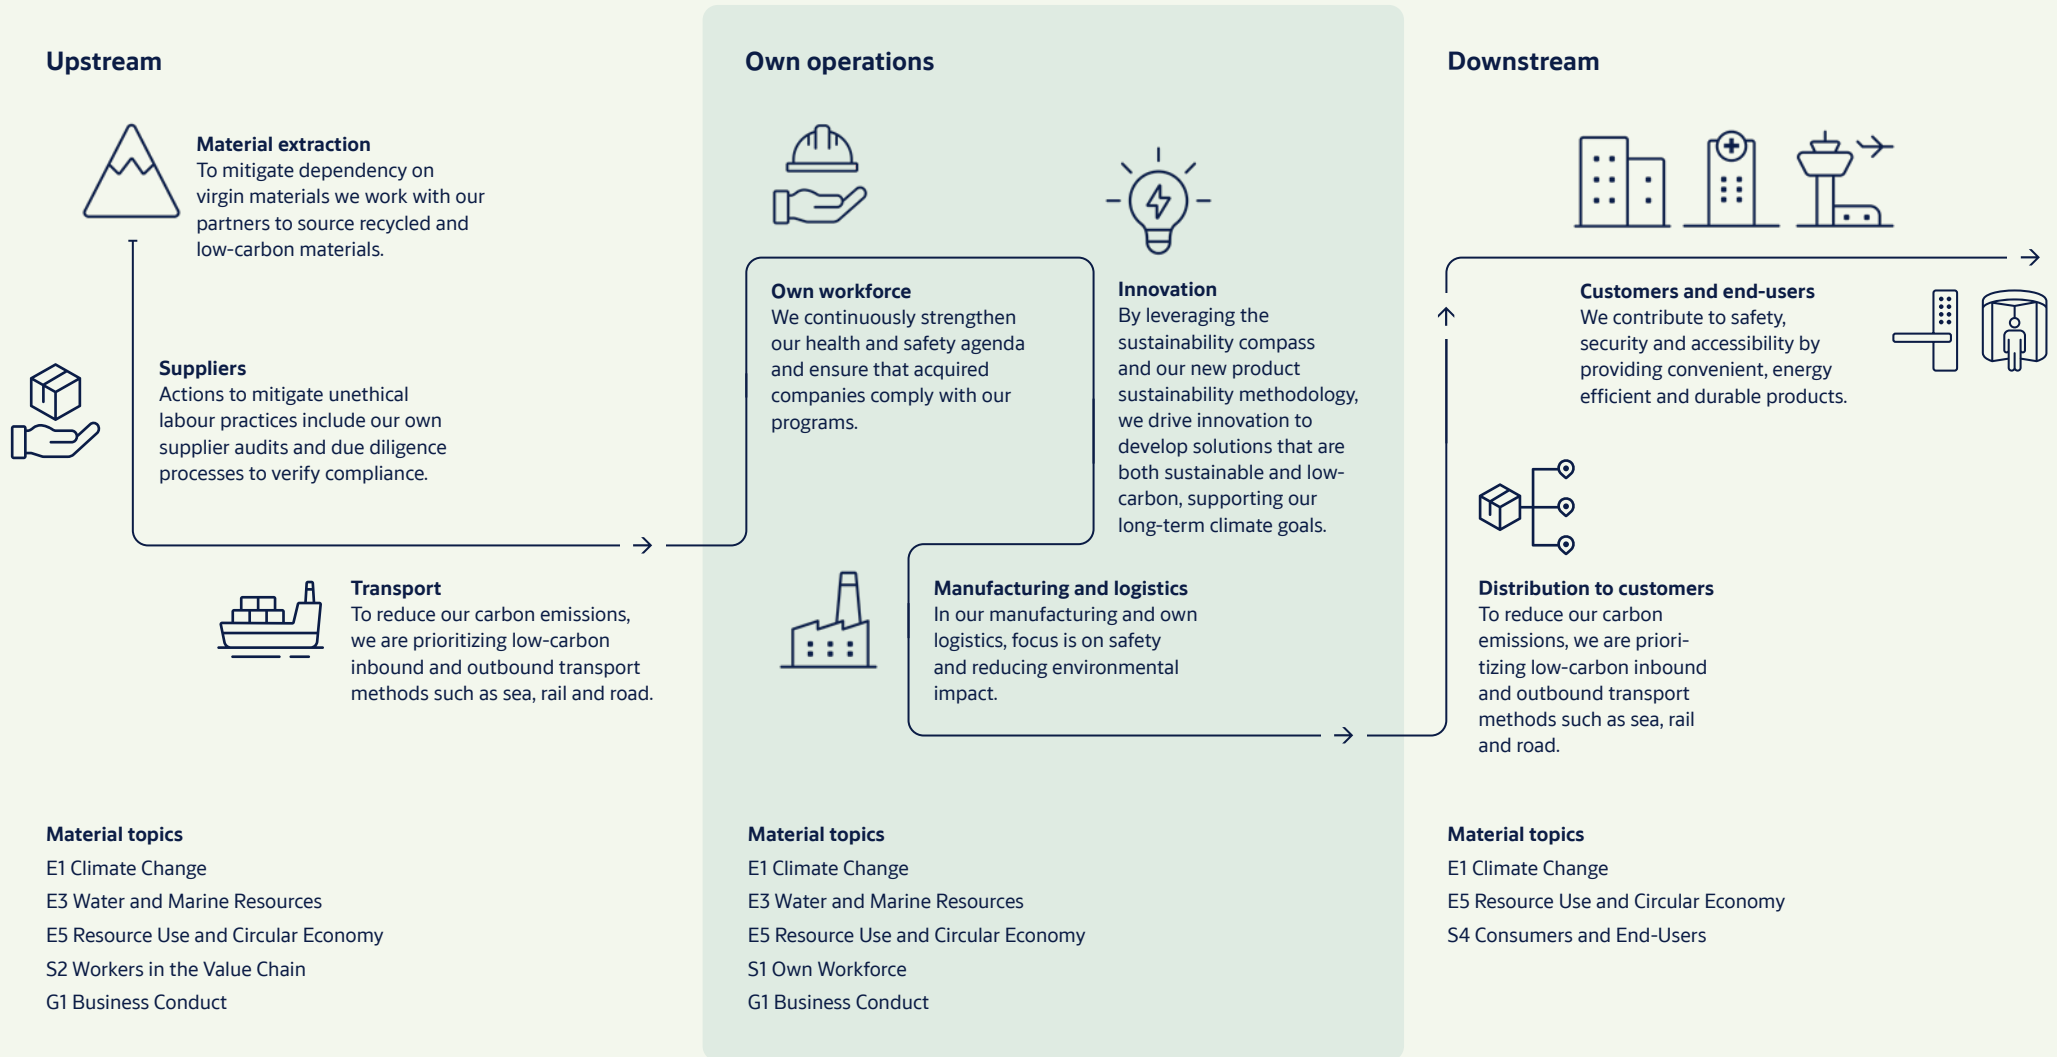 Upstream
Material extraction
To mitigate dependency on
virgin materials we work with our
partners to source recycled and
low-carbon materials.
Suppliers
Actions to mitigate unethical
labour practices include our own
supplier audits and due diligence
processes to verify compliance.
Transport
To reduce our carbon emissions,
we are prioritizing low-carbon
inbound and outbound transport
methods such as sea, rail and road.
Material topics
E1 Climate Change
E3 Water and Marine Resources
E5 Resource Use and Circular Economy
S2 Workers in the Value Chain
G1 Business Conduct
Own operations
Own workforce
We continuously strengthen
our health and safety agenda
and ensure that acquired
companies comply with our
programs.
Innovation
By leveraging the
sustainability compass
and our new product
sustainability methodology,
we drive innovation to
develop solutions that are
both sustainable and low-
carbon, supporting our
long-term climate goals.
Manufacturing and logistics
In our manufacturing and own
logistics, focus is on safety
and reducing environmental
impact.
Material topics
E1 Climate Change
E3 Water and Marine Resources
E5 Resource Use and Circular Economy
S1 Own Workforce
G1 Business Conduct
Downstream
Customers and end-users
We contribute to safety,
security and accessibility by
providing convenient, energy
efficient and durable products.
Distribution to customers
To reduce our carbon
emissions, we are priori-
tizing low-carbon inbound
and outbound transport
methods such as sea, rail
and road.
Material topics
E1 Climate Change
E5 Resource Use and Circular Economy
S4 Consumers and End-Users